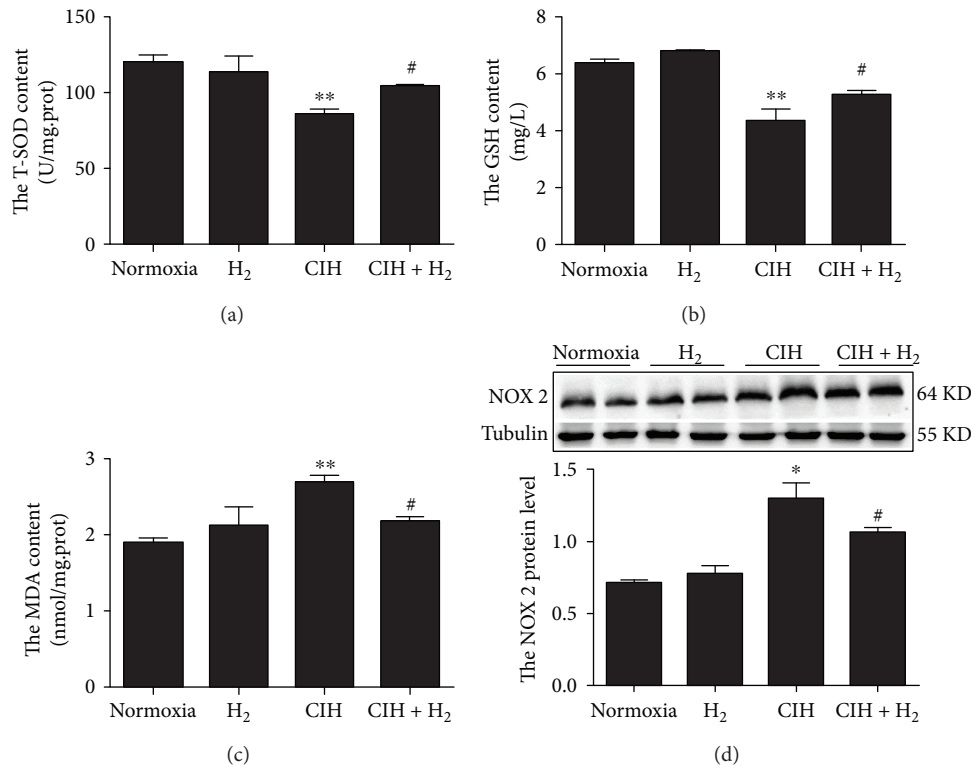 The T-SOD content
(U/mg.prot)
150
100
50
0
**
#
Normoxia H₂ CIH CIH + H₂
(a)
The GSH content
(mg/L)
8
6
4
2
0
**
#
Normoxia H₂ CIH CIH + H₂
(b)
The MDA content
(nmol/mg.prot)
3
2
1
0
**
#
Normoxia H₂ CIH CIH + H₂
(c)
Normoxia H₂ CIH CIH + H₂
NOX 2 64 KD
Tubulin 55 KD
The NOX 2 protein level
1.5
1.0
0.5
0.0
*
#
Normoxia H₂ CIH CIH + H₂
(d)